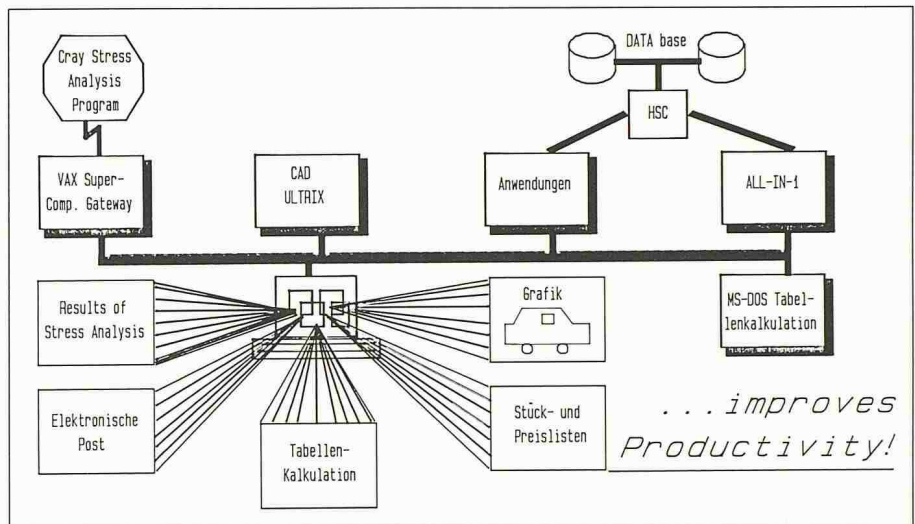 Cray Stress
Analysis
Program
DATA base
HSC
VAX Super-
Comp. Gateway
CAD
ULTRIX
Anwendungen
ALL-IN-1
Results of
Stress Analysis
Grafik
MS-DOS Tabel-
lenkalkulation
Elektronische
Post
Tabellen-
Kalkulation
Stück- und
Preislisten
...improves
Productivity!